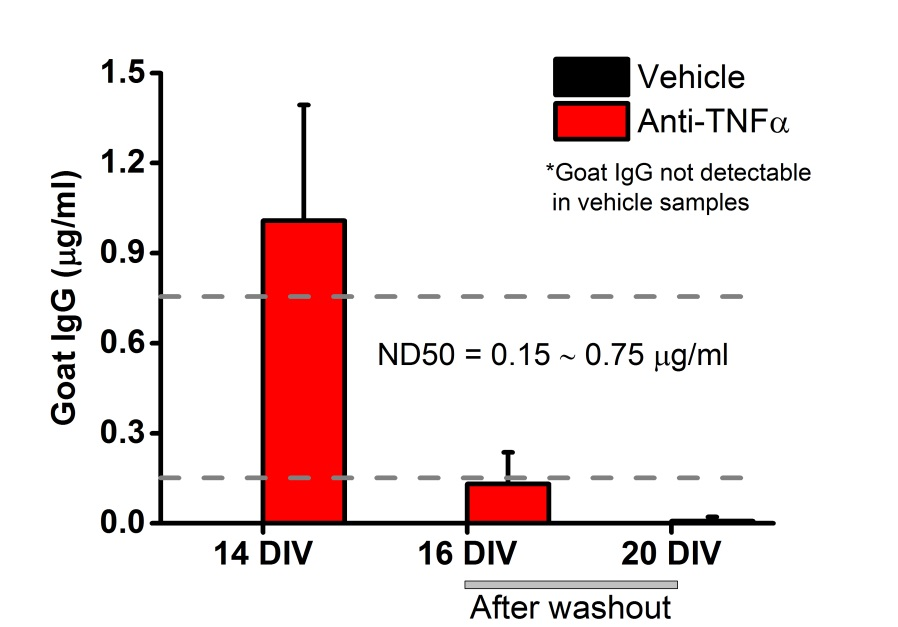 1.5
1.2
0.9
0.6
0.3
0.0
Goat IgG (μg/ml)
Vehicle
Anti-TNFα
*Goat IgG not detectable
in vehicle samples
ND50 = 0.15 ~ 0.75 μg/ml
14 DIV
16 DIV
20 DIV
After washout